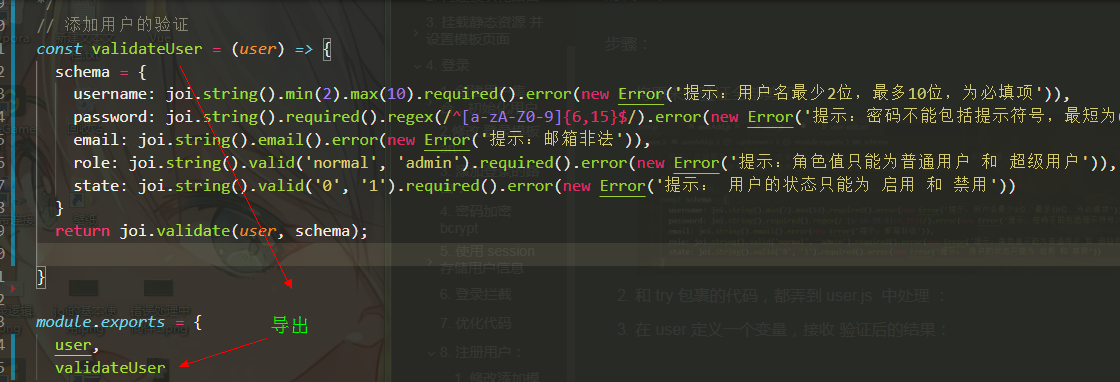 // 添加用户的验证
const validateUser = (user) => {
schema = {
username: joi.string().min(2).max(10).required().error(new Error('提示：用户名最少2位，最多10位，为必填项')),
password: joi.string().required().regex(/^[a-zA-Z0-9]{6,15}$/).error(new Error('提示：密码不能包括提示符号，最短为
email: joi.string().email().error(new Error('提示：邮箱非法')),
role: joi.string().valid('normal', 'admin').required().error(new Error('提示：角色值只能为普通用户 和 超级用户')),
state: joi.string().valid('0', '1').required().error(new Error('提示： 用户的状态只能为 启用 和 禁用'))
}
return joi.validate(user, schema);
}
module.exports = {
导出
user,
validateUser
3. 挂载静态资源 并
设置模板页面
4. 登录
4. 密码加密
bcrypt
5. 使用 session
存储用户信息
6. 登录拦截
7. 优化代码
8. 注册用户：
步骤：
2. 和 try 包裹的代码，都弄到 user.js 中处理 ：
3. 在 user 定义一个变量，接收 验证后的结果：